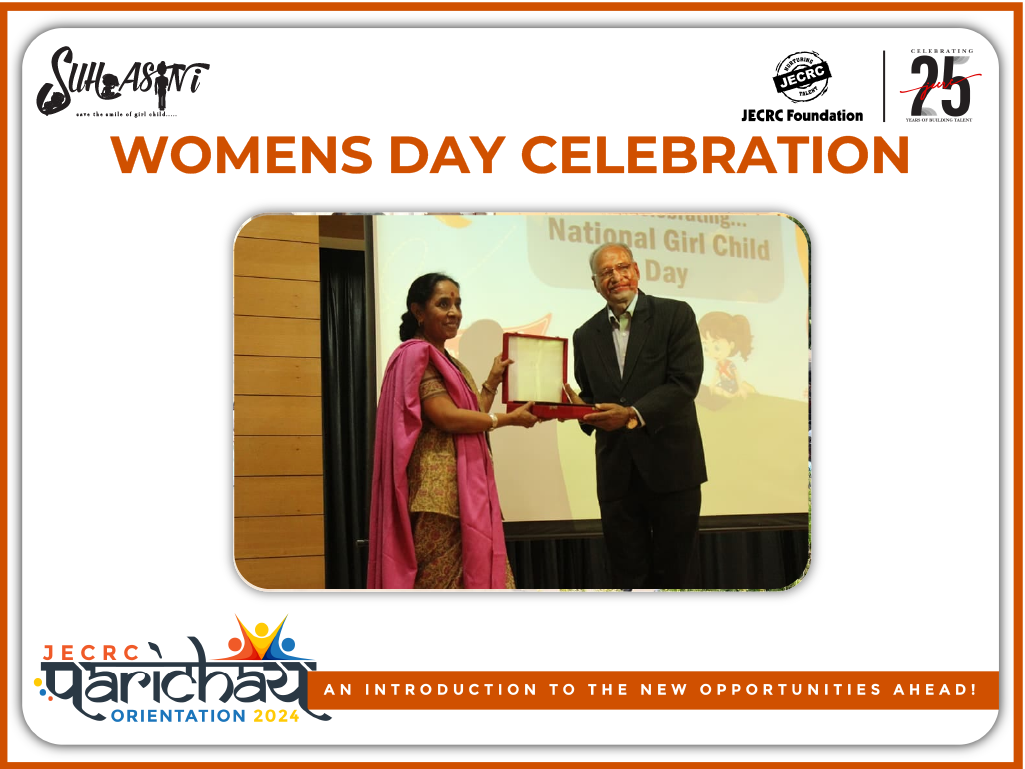 SUHASINI
save the smile of girl child.....
NURTURING
JECRC
TALENT
JECRC Foundation
CELEBRATING
25
years
YEARS OF BUILDING TALENT
WOMENS DAY CELEBRATION
National Girl Child
Day
JECRC
parichay
ORIENTATION 2024
AN INTRODUCTION TO THE NEW OPPORTUNITIES AHEAD!